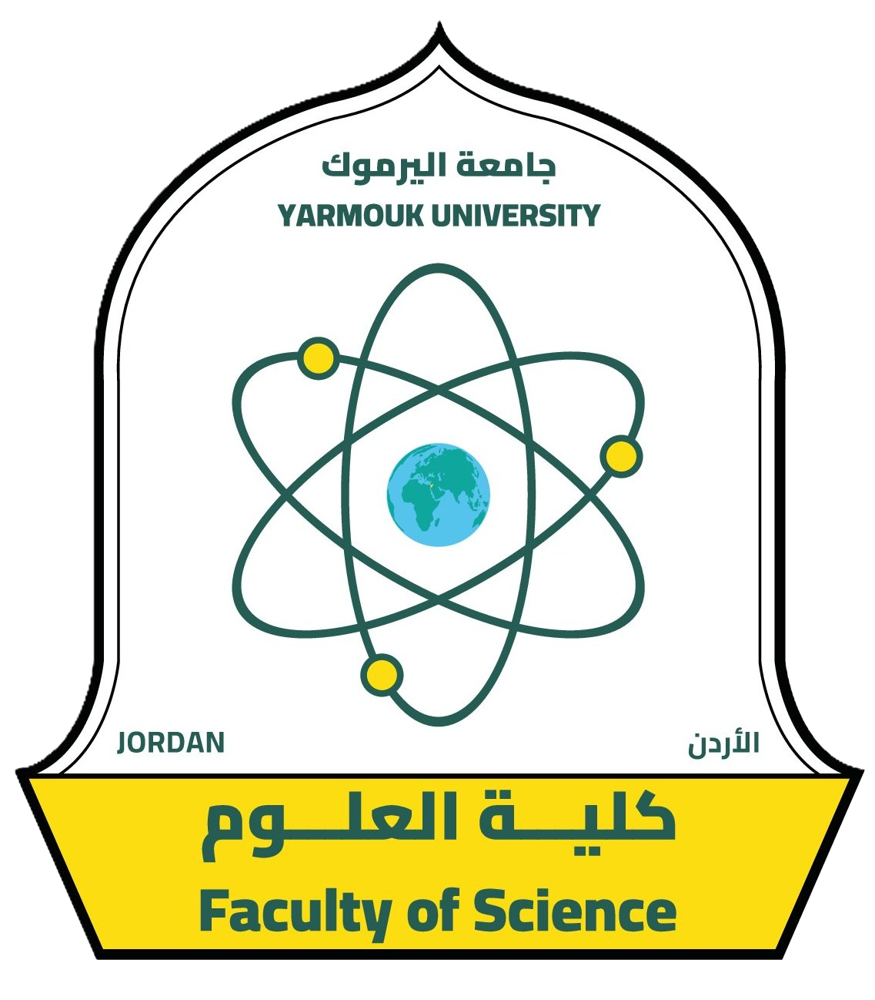 جامعة اليرموك
YARMOUK UNIVERSITY
JORDAN
الأردن
كليـــة العلـــوم
Faculty of Science